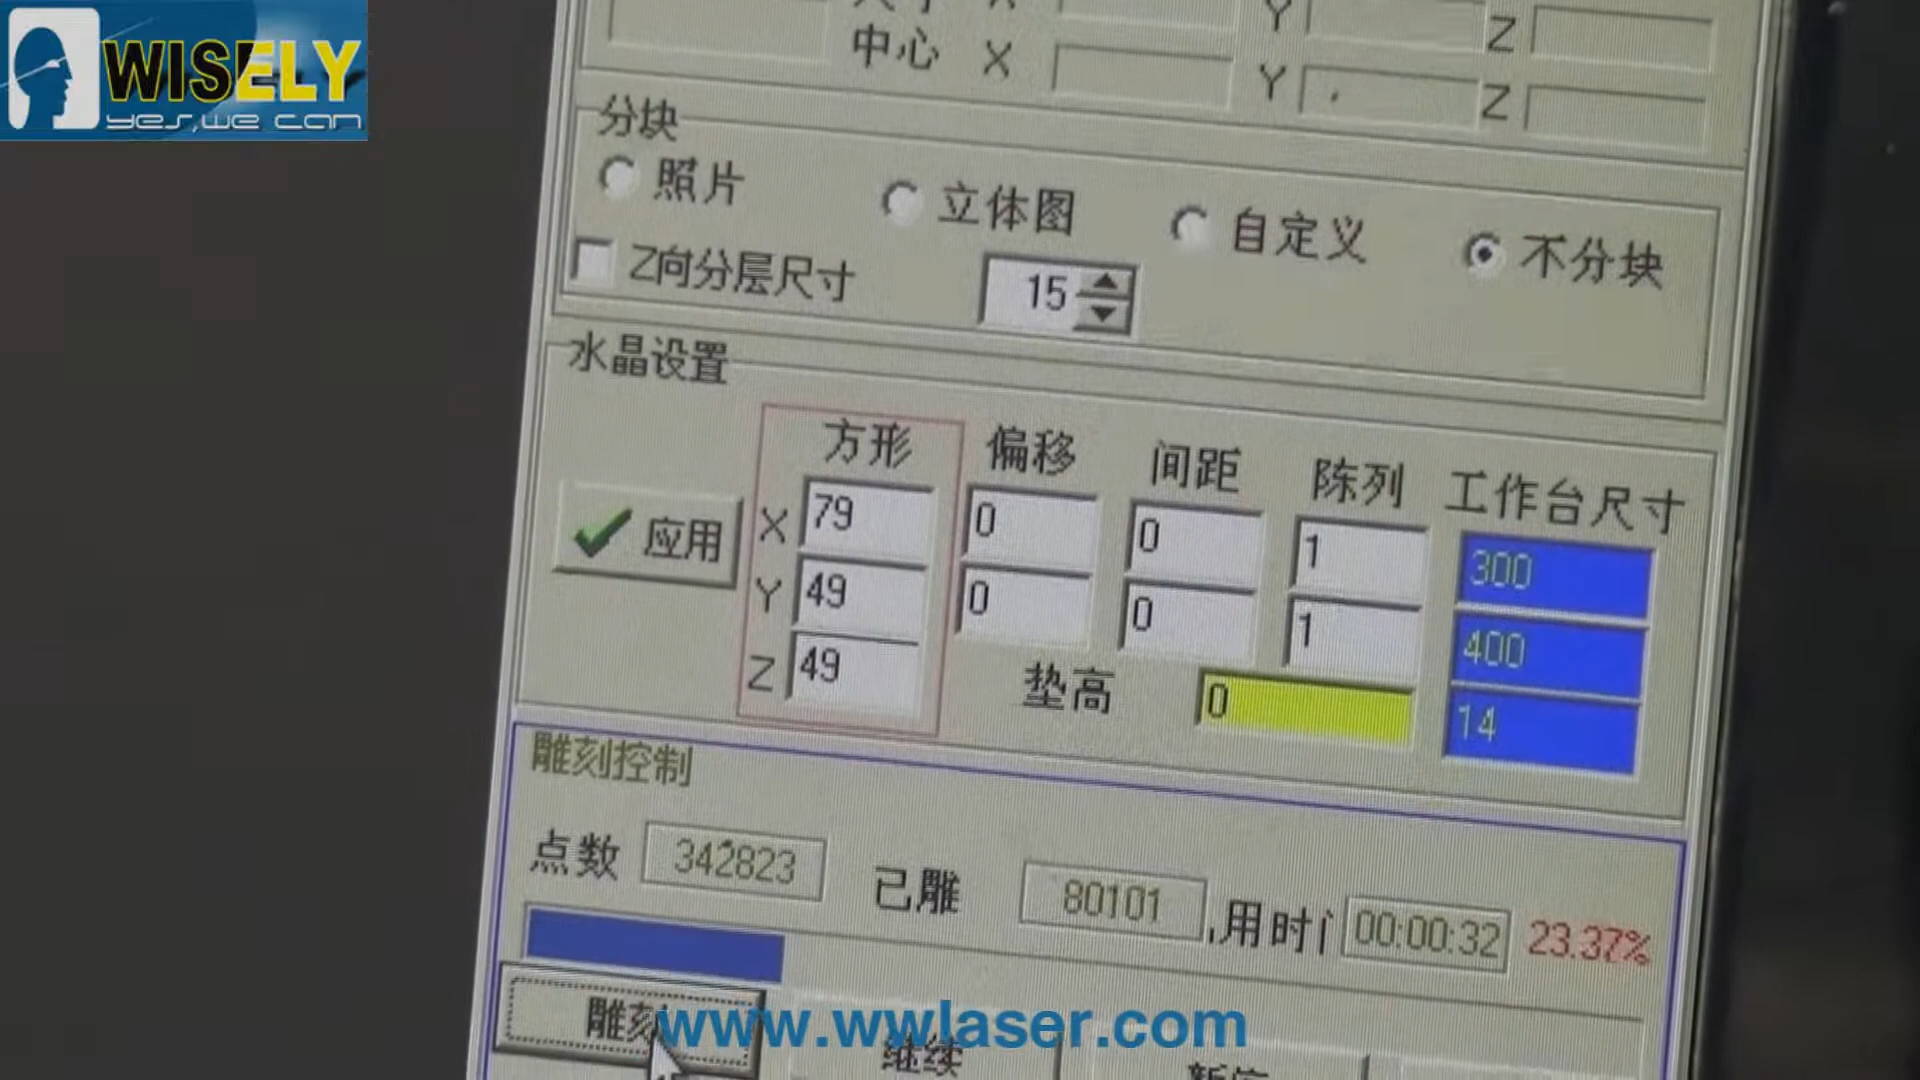 WISELY
yes,we can
尺寸 X Y Z
中心 X Y Z
分块
照片 立体图 自定义 不分块
Z向分层尺寸 15
水晶设置
方形 偏移 间距 陈列 工作台尺寸
应用 X 79 0 0 1 300
Y 49 0 0 1 400
Z 49 垫高 0 14
雕刻控制
点数 342823 已雕 80101 用时 00:00:32 23.37%
雕刻 继续
www.wwlaser.com